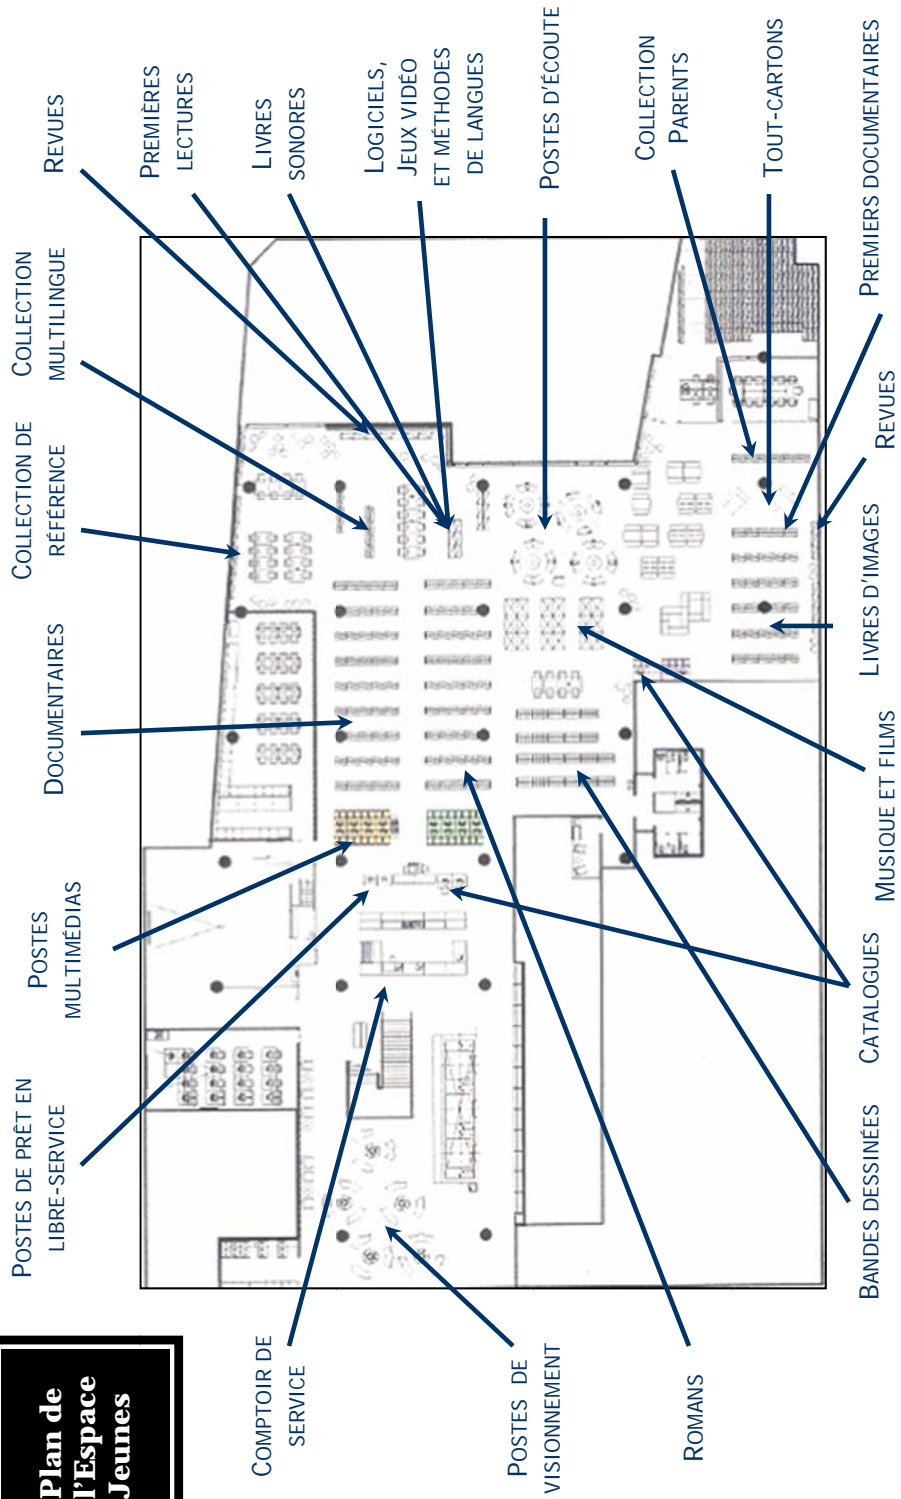 Plan de
l'Espace
Jeunes
POSTES DE PRÊT EN
LIBRE-SERVICE
POSTES
MULTIMÉDIAS
DOCUMENTAIRES
COLLECTION DE
RÉFÉRENCE
COLLECTION
MULTILINGUE
REVUES
PREMIÈRES
LECTURES
LIVRES
SONORES
LOGICIELS,
JEUX VIDÉO
ET MÉTHODES
DE LANGUES
POSTES D'ÉCOUTE
COLLECTION
PARENTS
TOUT-CARTONS
PREMIERS DOCUMENTAIRES
COMPTOIR DE
SERVICE
POSTES DE
VISIONNEMENT
ROMANS
BANDES DESSINÉES
CATALOGUES
MUSIQUE ET FILMS
LIVRES D'IMAGES
REVUES